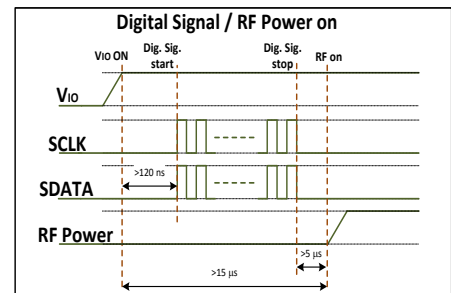 Digital Signal / RF Power on
VIO ON
Dig. Sig.
start
Dig. Sig.
stop
RF on
VIO
SCLK
>120 ns
SDATA
RF Power
>5 µs
>15 µs